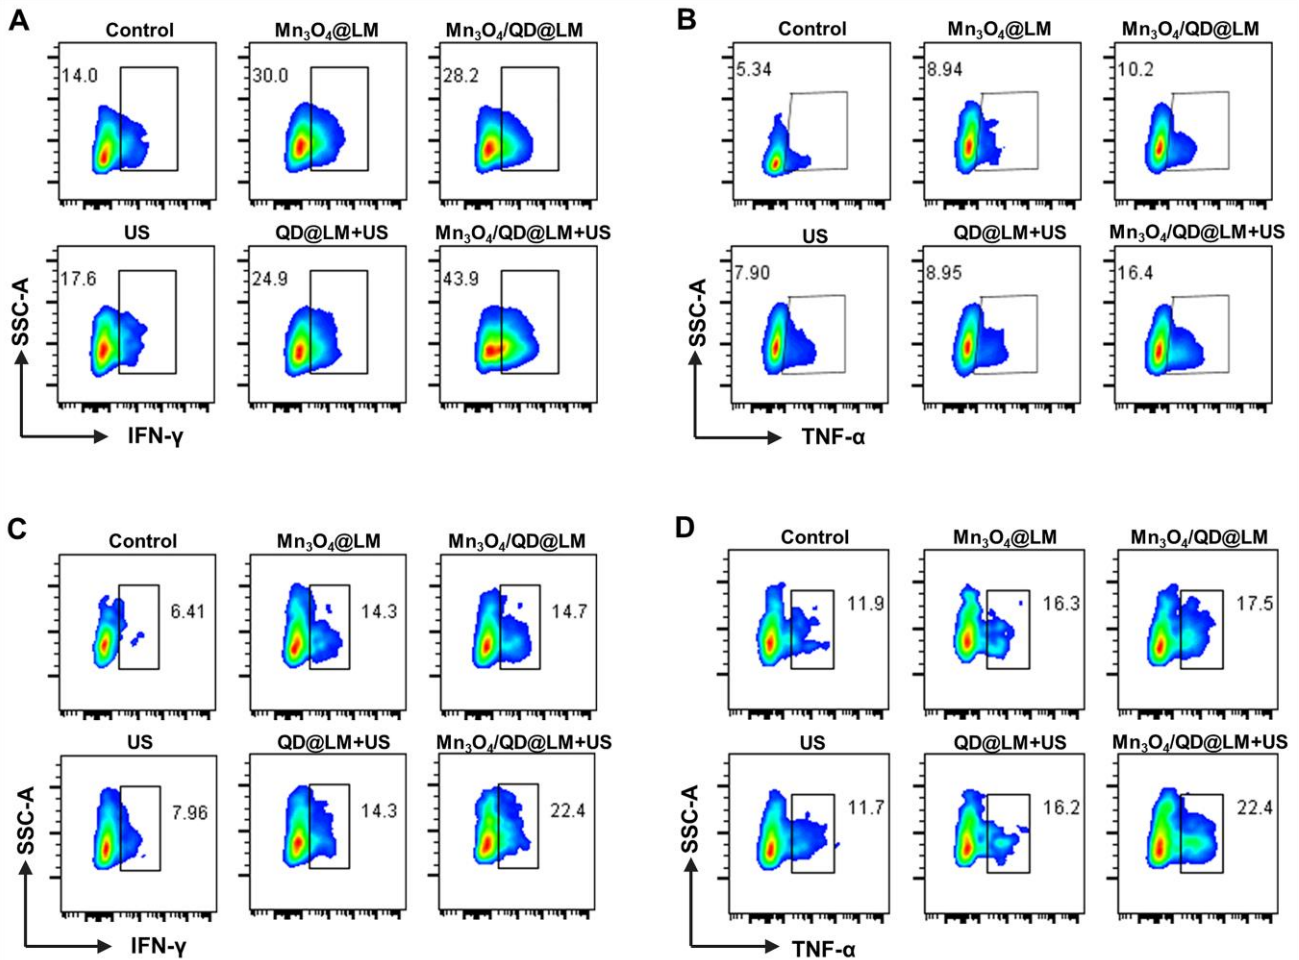 A
Control
Mn₃O₄@LM
Mn₃O₄/QD@LM
14.0
30.0
28.2
US
QD@LM+US
Mn₃O₄/QD@LM+US
17.6
24.9
43.9
SSC-A
IFN-γ
B
Control
Mn₃O₄@LM
Mn₃O₄/QD@LM
5.34
8.94
10.2
US
QD@LM+US
Mn₃O₄/QD@LM+US
7.90
8.95
16.4
SSC-A
TNF-α
C
Control
Mn₃O₄@LM
Mn₃O₄/QD@LM
6.41
14.3
14.7
US
QD@LM+US
Mn₃O₄/QD@LM+US
7.96
14.3
22.4
SSC-A
IFN-γ
D
Control
Mn₃O₄@LM
Mn₃O₄/QD@LM
11.9
16.3
17.5
US
QD@LM+US
Mn₃O₄/QD@LM+US
11.7
16.2
22.4
SSC-A
TNF-α